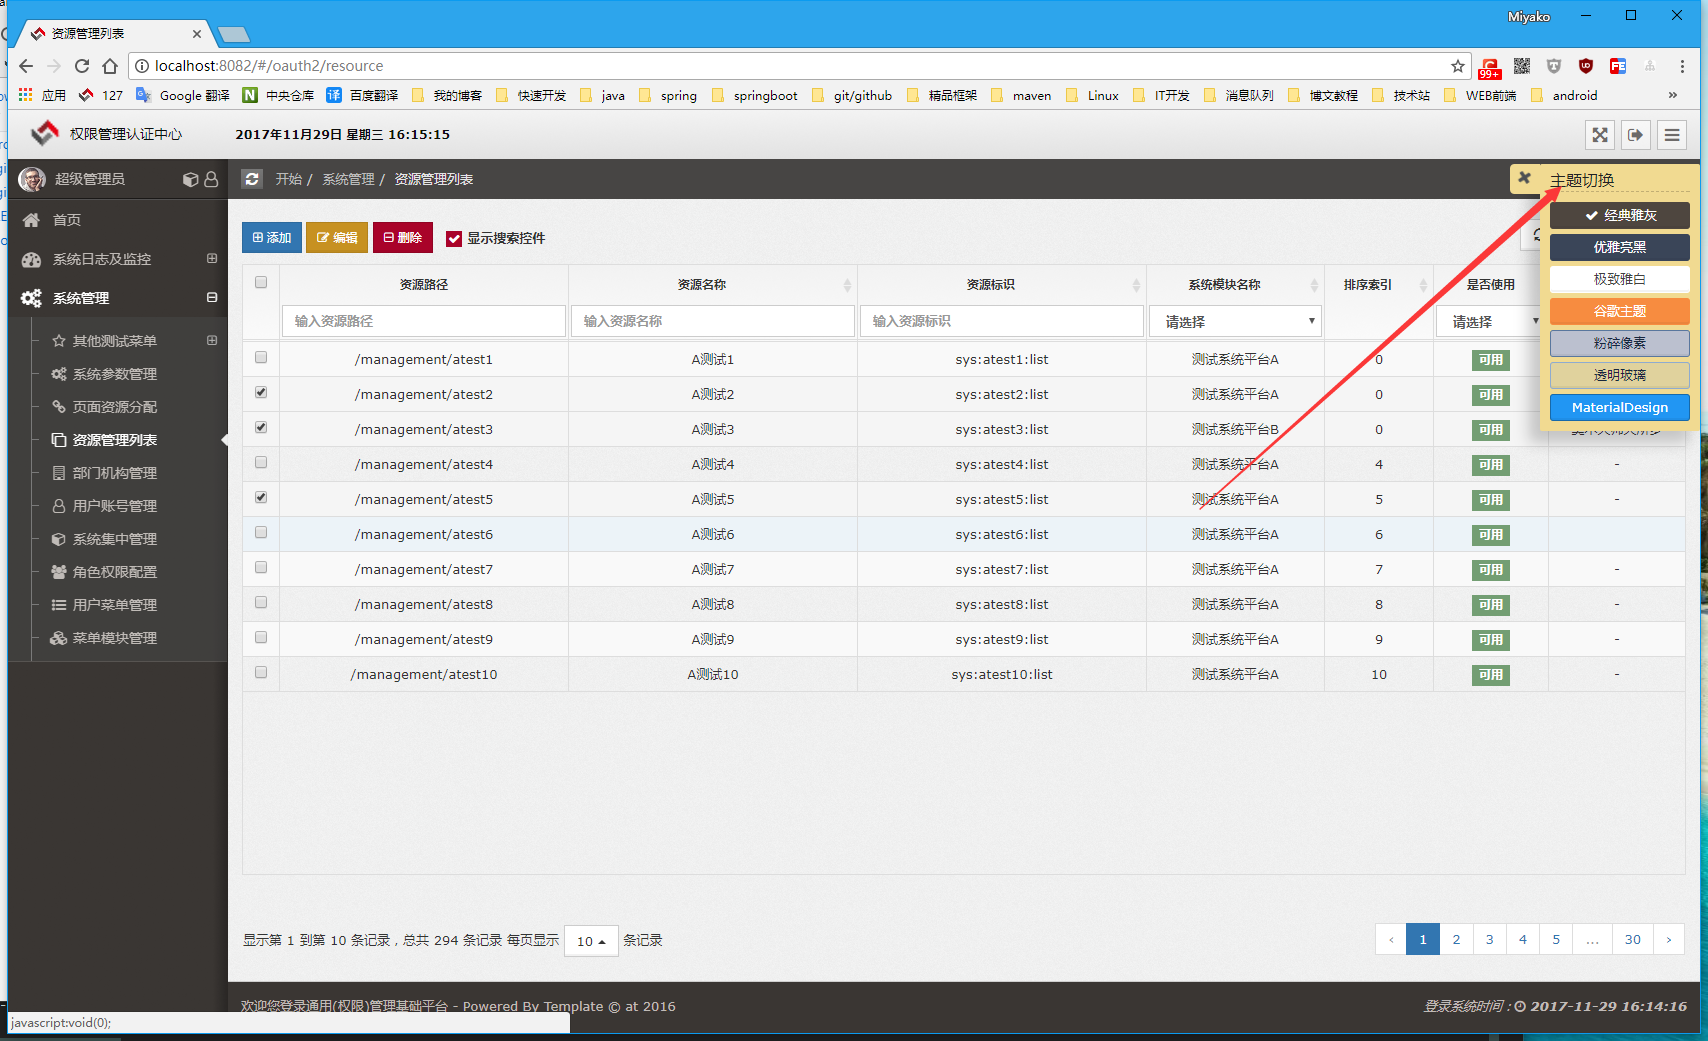 Miyako
资源管理列表
localhost:8082/#/oauth2/resource
99+
应用 127 Google 翻译 N 中央仓库 译 百度翻译 我的博客 快速开发 java spring springboot git/github 精品框架 maven Linux IT开发 消息队列 博文教程 技术站 WEB前端 android »
权限管理认证中心 2017年11月29日 星期三 16:15:15
超级管理员
开始 / 系统管理 / 资源管理列表
主题切换
经典雅灰
优雅亮黑
极致雅白
谷歌主题
粉碎像素
透明玻璃
MaterialDesign
首页
系统日志及监控
系统管理
其他测试菜单
系统参数管理
页面资源分配
资源管理列表
部门机构管理
用户账号管理
系统集中管理
角色权限配置
用户菜单管理
菜单模块管理
添加 编辑 删除 显示搜索控件
资源路径 资源名称 资源标识 系统模块名称 排序索引 是否使用
输入资源路径 输入资源名称 输入资源标识 请选择 请选择
/management/atest1 A测试1 sys:atest1:list 测试系统平台A 0 可用
/management/atest2 A测试2 sys:atest2:list 测试系统平台A 0 可用
/management/atest3 A测试3 sys:atest3:list 测试系统平台B 0 可用
/management/atest4 A测试4 sys:atest4:list 测试系统平台A 4 可用 -
/management/atest5 A测试5 sys:atest5:list 测试系统平台A 5 可用 -
/management/atest6 A测试6 sys:atest6:list 测试系统平台A 6 可用
/management/atest7 A测试7 sys:atest7:list 测试系统平台A 7 可用 -
/management/atest8 A测试8 sys:atest8:list 测试系统平台A 8 可用 -
/management/atest9 A测试9 sys:atest9:list 测试系统平台A 9 可用 -
/management/atest10 A测试10 sys:atest10:list 测试系统平台A 10 可用 -
显示第 1 到第 10 条记录，总共 294 条记录 每页显示 10 条记录
‹ 1 2 3 4 5 ... 30 ›
欢迎您登录通用(权限)管理基础平台 - Powered By Template © at 2016
登录系统时间：2017-11-29 16:14:16
javascript:void(0);